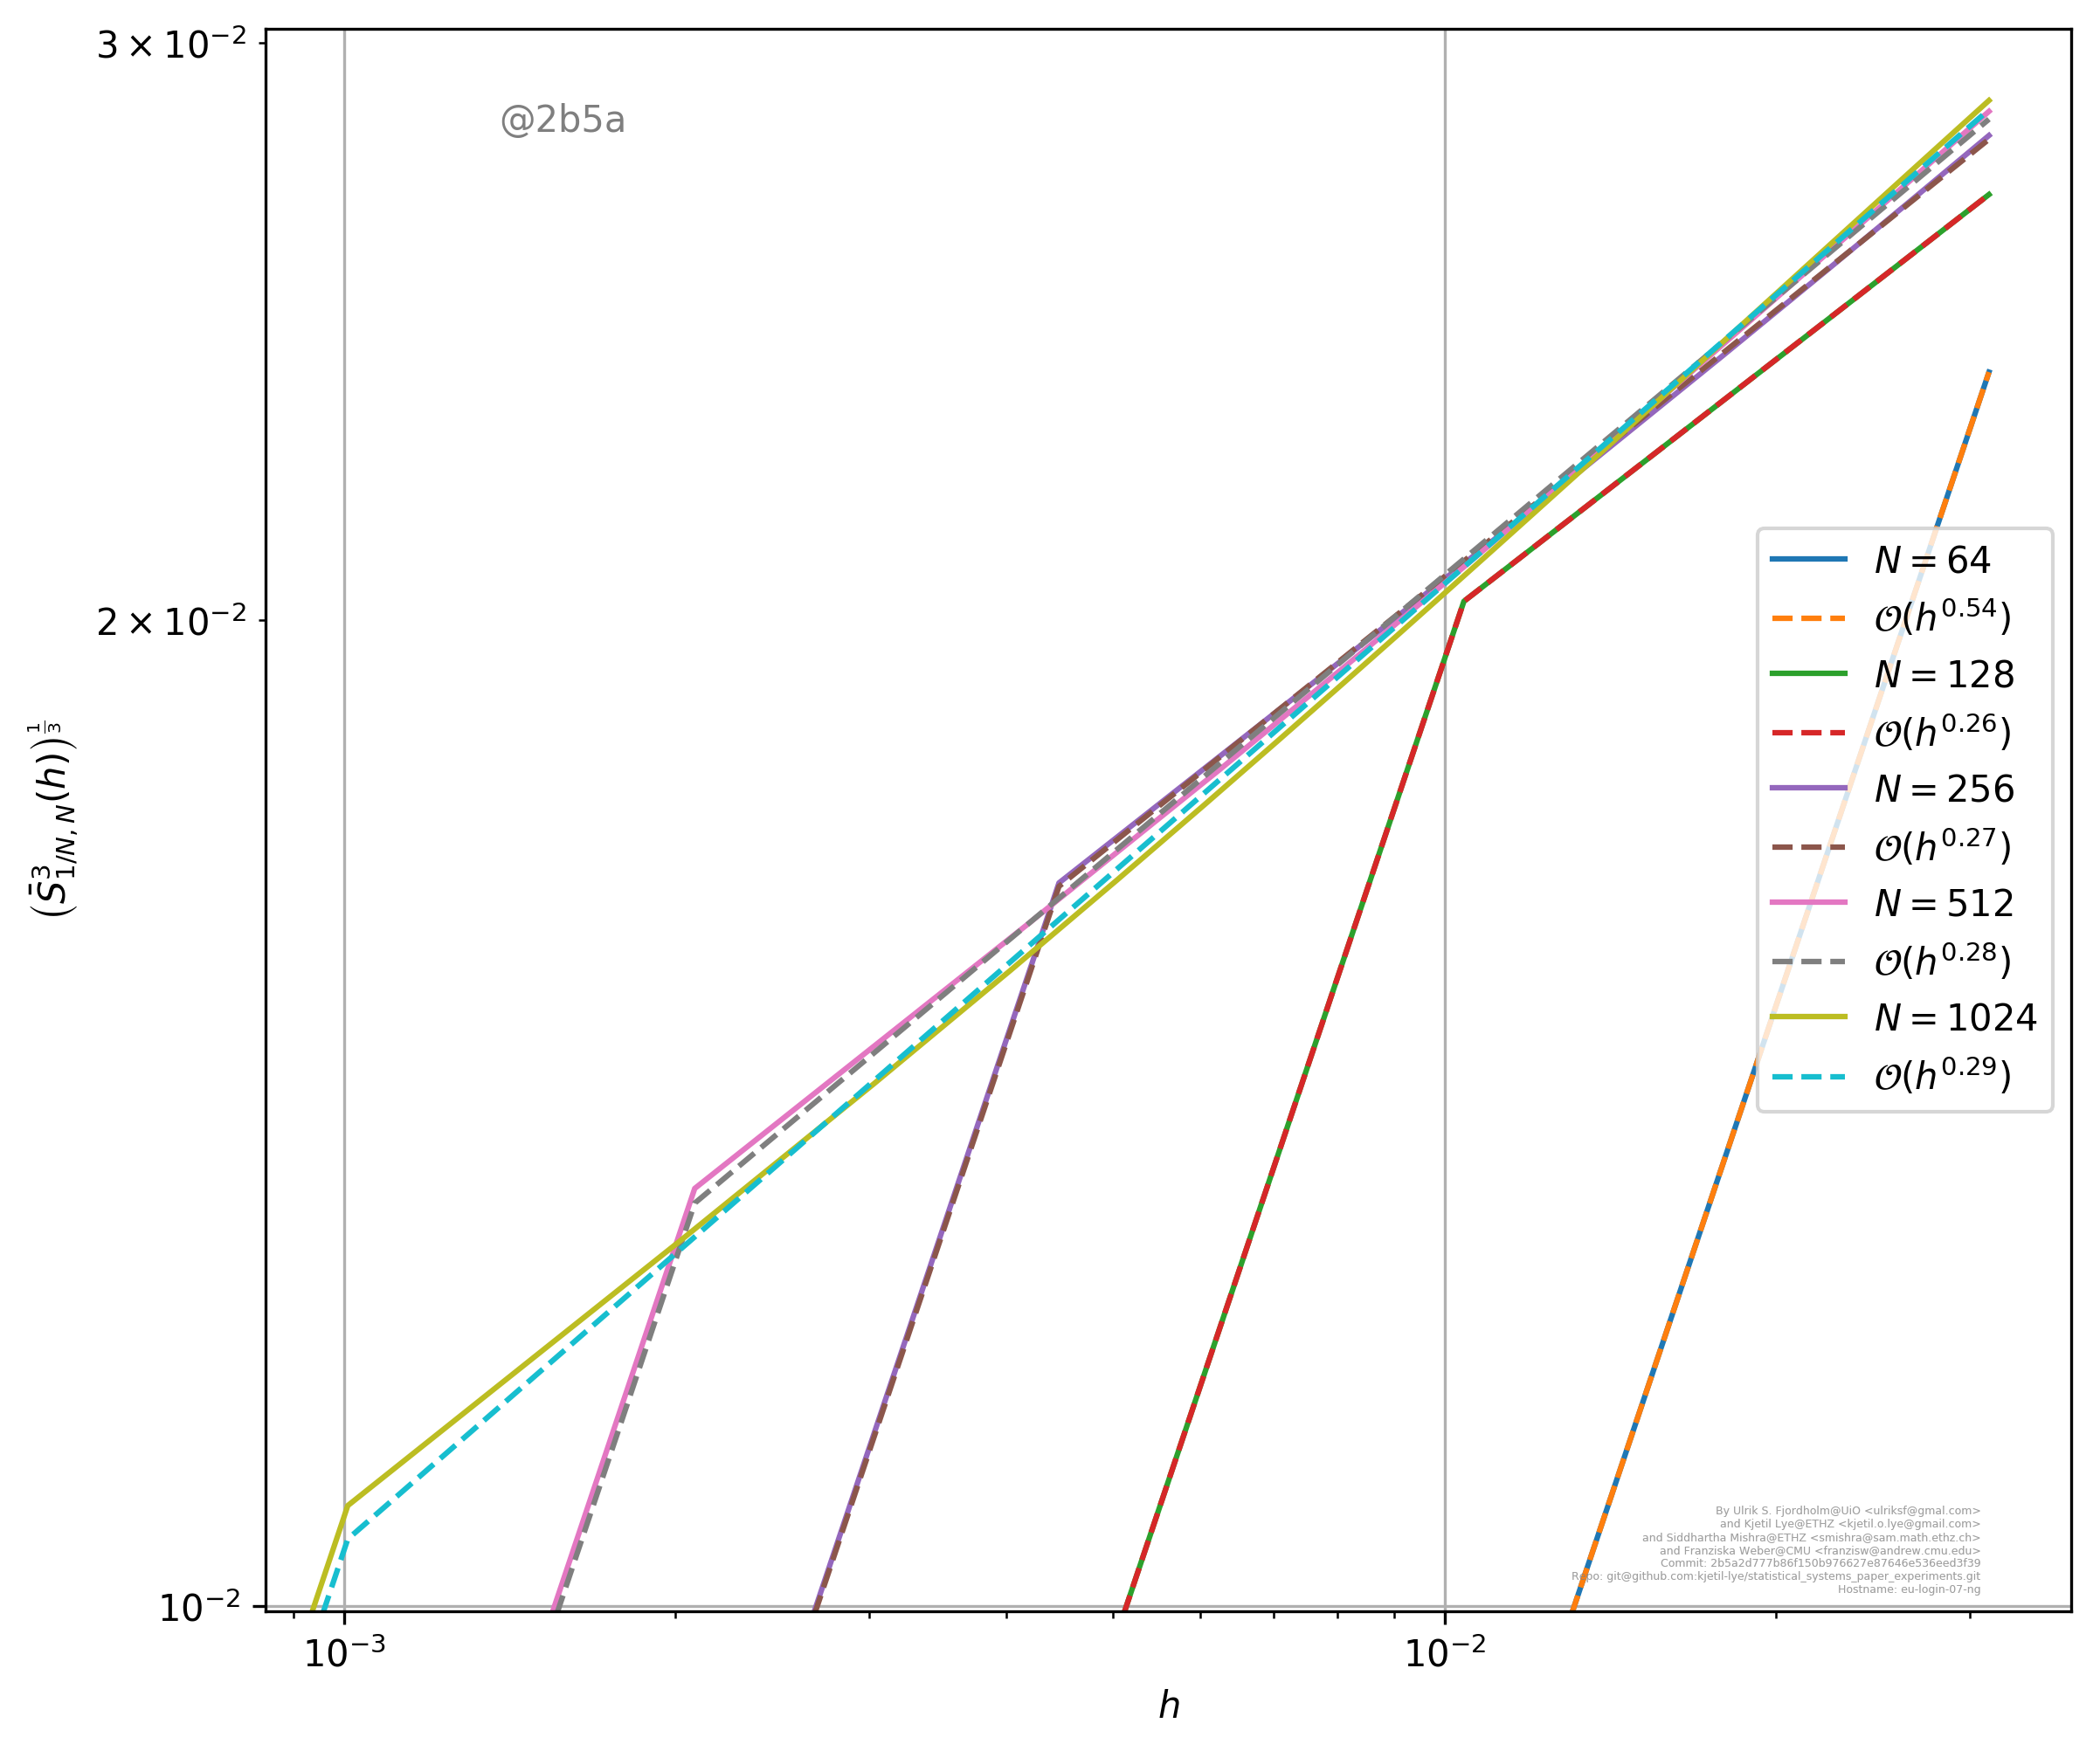 3 × 10⁻²
@2b5a
2 × 10⁻²
(S̄³₁/N, N(h))^(1/3)
10⁻²
10⁻³
10⁻²
h
N = 64
𝒪(h^0.54)
N = 128
𝒪(h^0.26)
N = 256
𝒪(h^0.27)
N = 512
𝒪(h^0.28)
N = 1024
𝒪(h^0.29)
By Ulrik S. Fjordholm@UiO <ulriksf@gmal.com>
and Kjetil Lye@ETHZ <kjetil.o.lye@gmail.com>
and Siddhartha Mishra@ETHZ <smishra@sam.math.ethz.ch>
and Franziska Weber@CMU <franzisw@andrew.cmu.edu>
Commit: 2b5a2d777b86f150b976627e87646e536eed3f39
Repo: git@github.com:kjetil-lye/statistical_systems_paper_experiments.git
Hostname: eu-login-07-ng